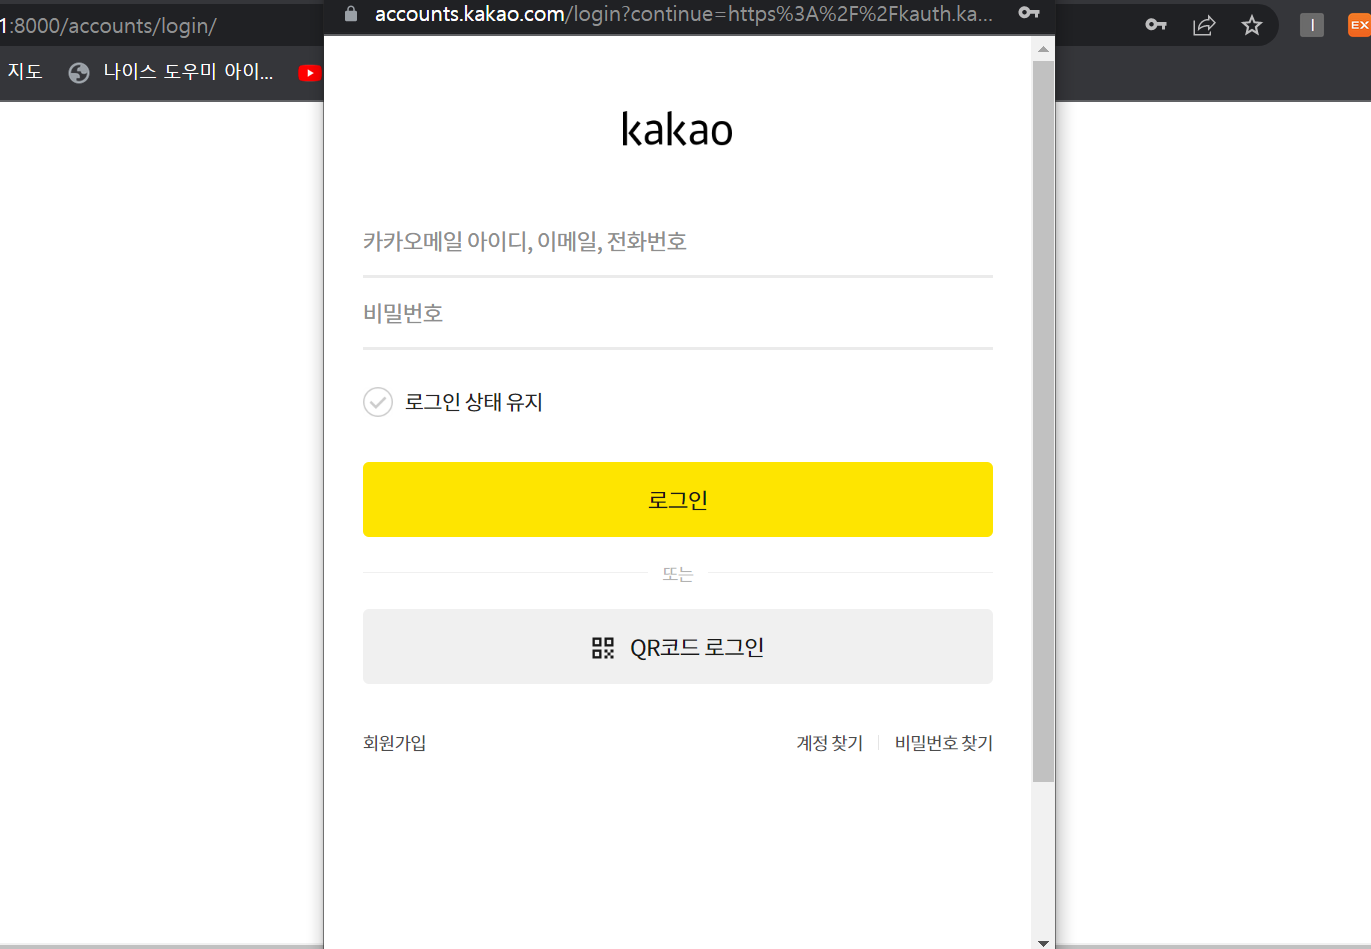 1:8000/accounts/login/
accounts.kakao.com/login?continue=https%3A%2F%2Fkauth.ka...
EX
지도
나이스 도우미 아이...
kakao
카카오메일 아이디, 이메일, 전화번호
비밀번호
로그인 상태 유지
로그인
또는
QR코드 로그인
회원가입
계정 찾기
비밀번호 찾기